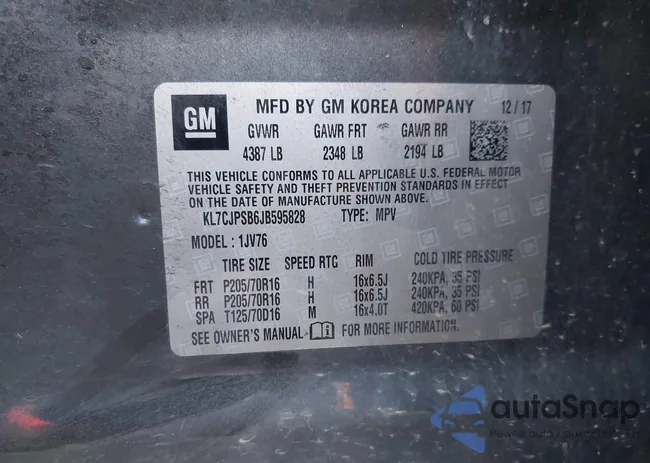 GM MFD BY GM KOREA COMPANY 12/17
GVWR GAWR FRT GAWR RR
4387 LB 2348 LB 2194 LB
THIS VEHICLE CONFORMS TO ALL APPLICABLE U.S. FEDERAL MOTOR
VEHICLE SAFETY AND THEFT PREVENTION STANDARDS IN EFFECT
ON THE DATE OF MANUFACTURE SHOWN ABOVE.
KL7CJPSB6JB595828 TYPE: MPV
MODEL: 1JV76
TIRE SIZE SPEED RTG RIM COLD TIRE PRESSURE
FRT P205/70R16 H 16x6.5J 240KPA, 35 PSI
RR P205/70R16 H 16x6.5J 240KPA, 35 PSI
SPA T125/70D16 M 16x4.0T 420KPA, 60 PSI
SEE OWNER'S MANUAL FOR MORE INFORMATION.
autaSnap